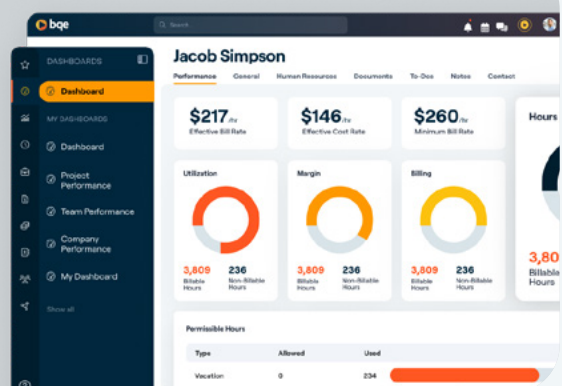 bqe
Search
DASHBOARDS
Dashboard
MY DASHBOARDS
Dashboard
Project
Performance
Team Performance
Company
Performance
My Dashboard
Show all
Jacob Simpson
Performance General Human Resources Documents To-Dos Notes Contact
$217 /hr
Effective Bill Rate
$146 /hr
Effective Cost Rate
$260 /hr
Minimum Bill Rate
Hours
Utilization
3,809 236
Billable Non-Billable
Hours Hours
Margin
3,809 236
Billable Non-Billable
Hours Hours
Billing
3,809 236
Billable Non-Billable
Hours Hours
3,80
Billable
Hours
Permissible Hours
Type Allowed Used
Vacation 0 234